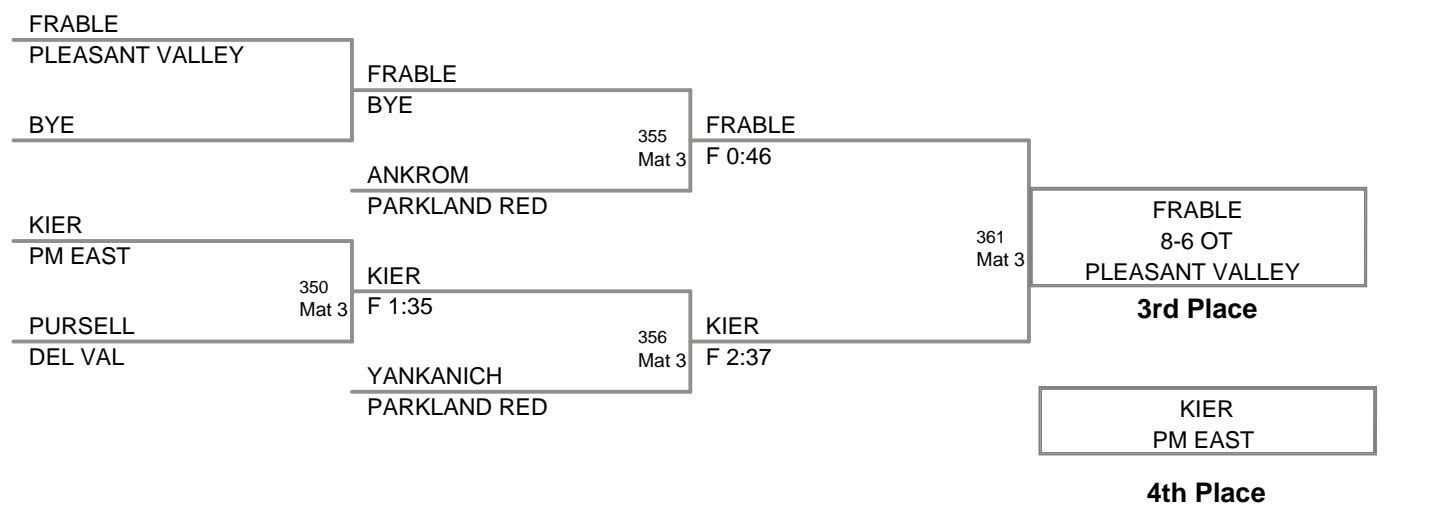 FRABLE
PLEASANT VALLEY
BYE
KIER
PM EAST
350
Mat 3
PURSELL
DEL VAL
FRABLE
BYE
355
Mat 3
ANKROM
PARKLAND RED
KIER
F 1:35
356
Mat 3
YANKANICH
PARKLAND RED
FRABLE
F 0:46
361
Mat 3
KIER
F 2:37
FRABLE
8-6 OT
PLEASANT VALLEY
3rd Place
KIER
PM EAST
4th Place